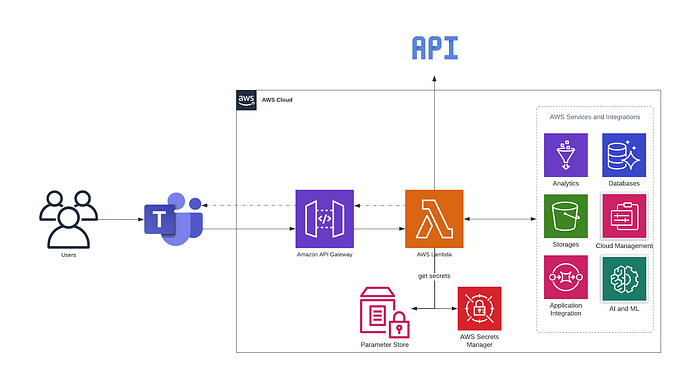 API
aws
AWS Cloud
AWS Services and Integrations
Analytics
Databases
T
Users
Amazon API Gateway
AWS Lambda
Storages
Cloud Management
get secrets
Application
Integration
AI and ML
Parameter Store
AWS Secrets
Manager